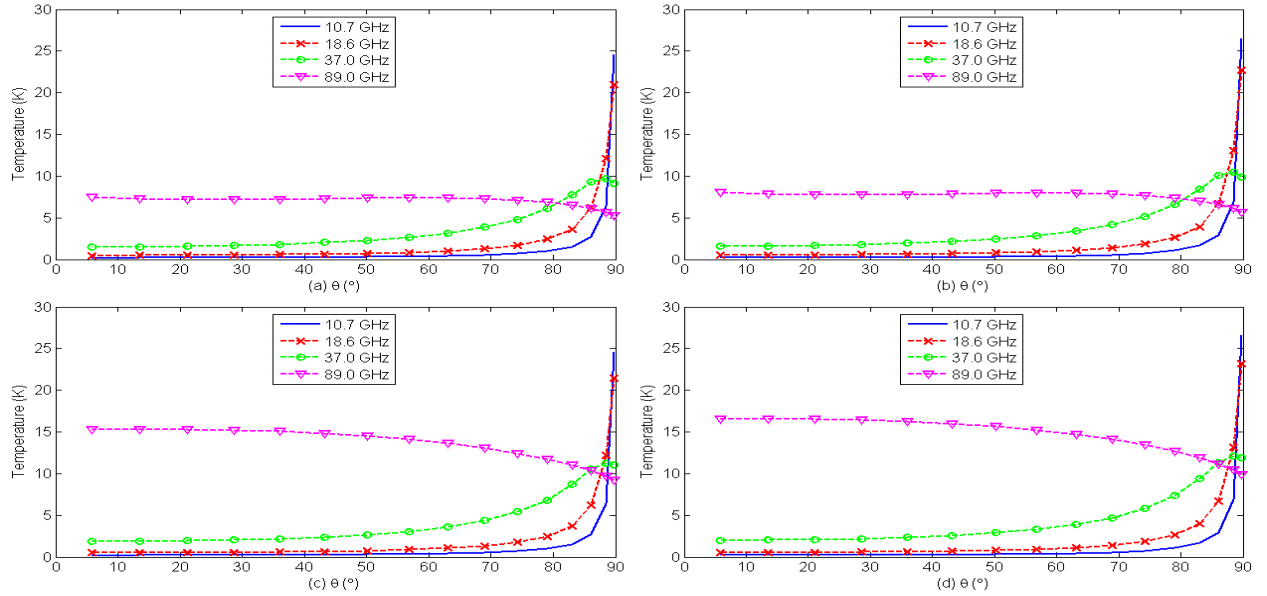 30
25
20
15
10
5
0
Temperature (K)
10.7 GHz
18.6 GHz
37.0 GHz
89.0 GHz
0 10 20 30 40 50 60 70 80 90
(a) θ (°)
30
25
20
15
10
5
0
Temperature (K)
10.7 GHz
18.6 GHz
37.0 GHz
89.0 GHz
0 10 20 30 40 50 60 70 80 90
(b) θ (°)
30
25
20
15
10
5
0
Temperature (K)
10.7 GHz
18.6 GHz
37.0 GHz
89.0 GHz
0 10 20 30 40 50 60 70 80 90
(c) θ (°)
30
25
20
15
10
5
0
Temperature (K)
10.7 GHz
18.6 GHz
37.0 GHz
89.0 GHz
0 10 20 30 40 50 60 70 80 90
(d) θ (°)